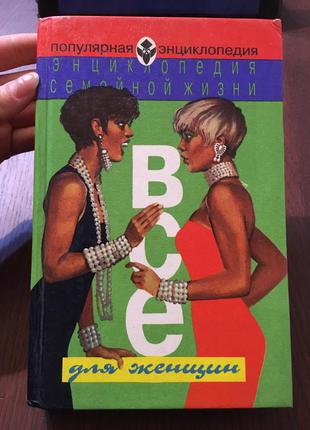 ПОПУЛЯРНАЯ ЭНЦИКЛОПЕДИЯ
ЭНЦИКЛОПЕДИЯ
СЕМЕЙНОЙ ЖИЗНИ
ВСЕ
для женщин